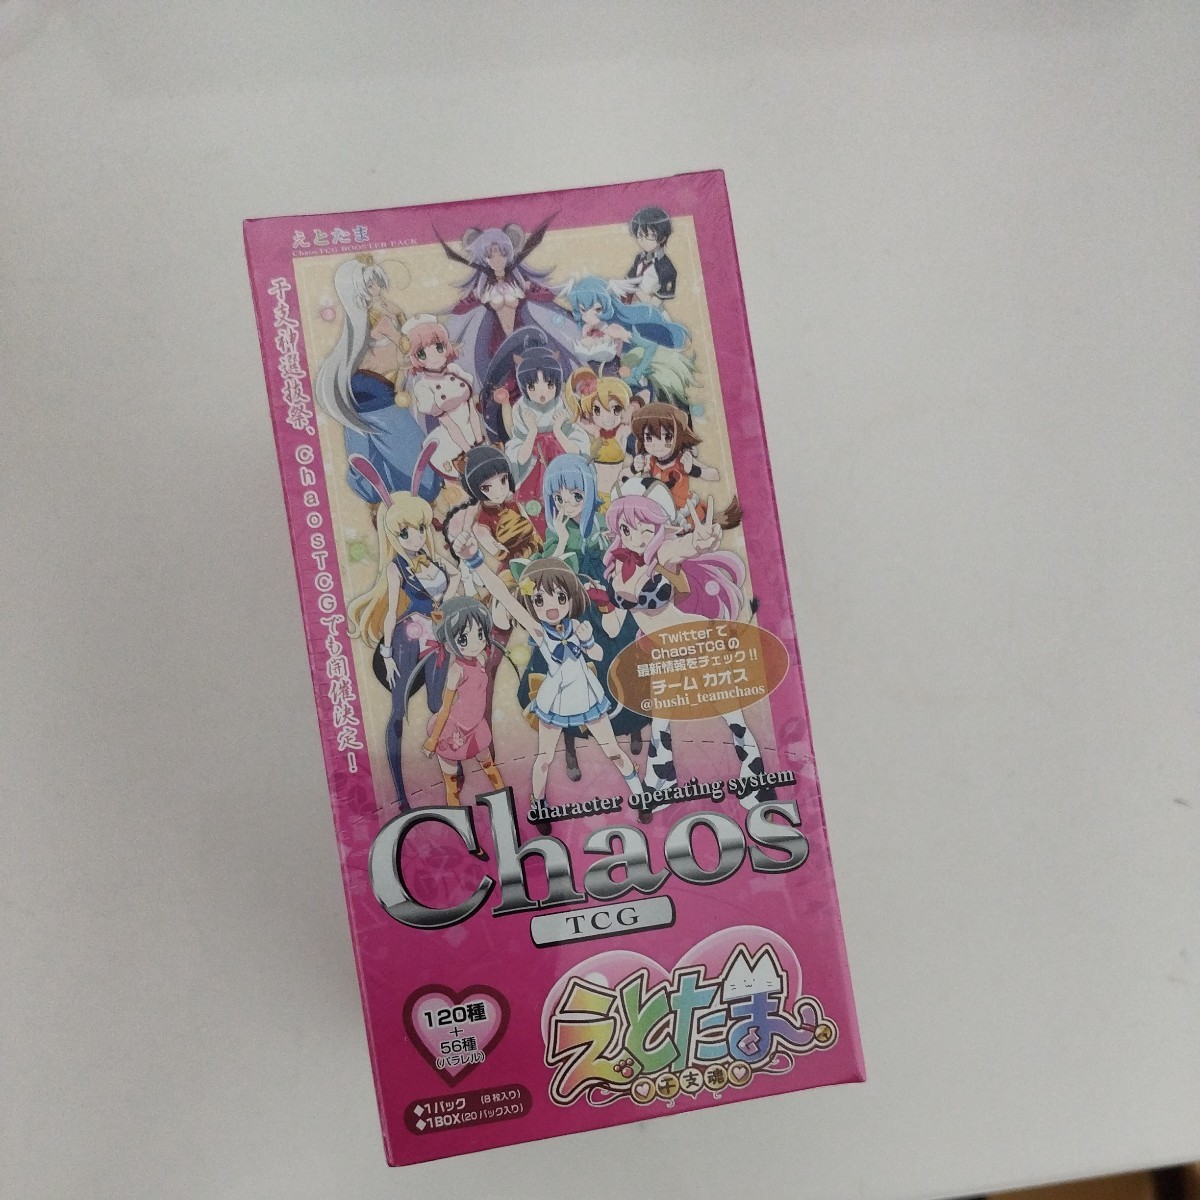 えとたま
ChaosTCG BOOSTER PACK
干支神選抜祭、ChaosTCGでも開催決定！
Twitterで
ChaosTCGの
最新情報をチェック!!
チーム カオス
@bushi_teamchaos
character operating system
Chaos
TCG
120種
+
56種
(パラレル)
えとたま
干支魂
◆1パック (8枚入り)
◆1BOX(20パック入り)